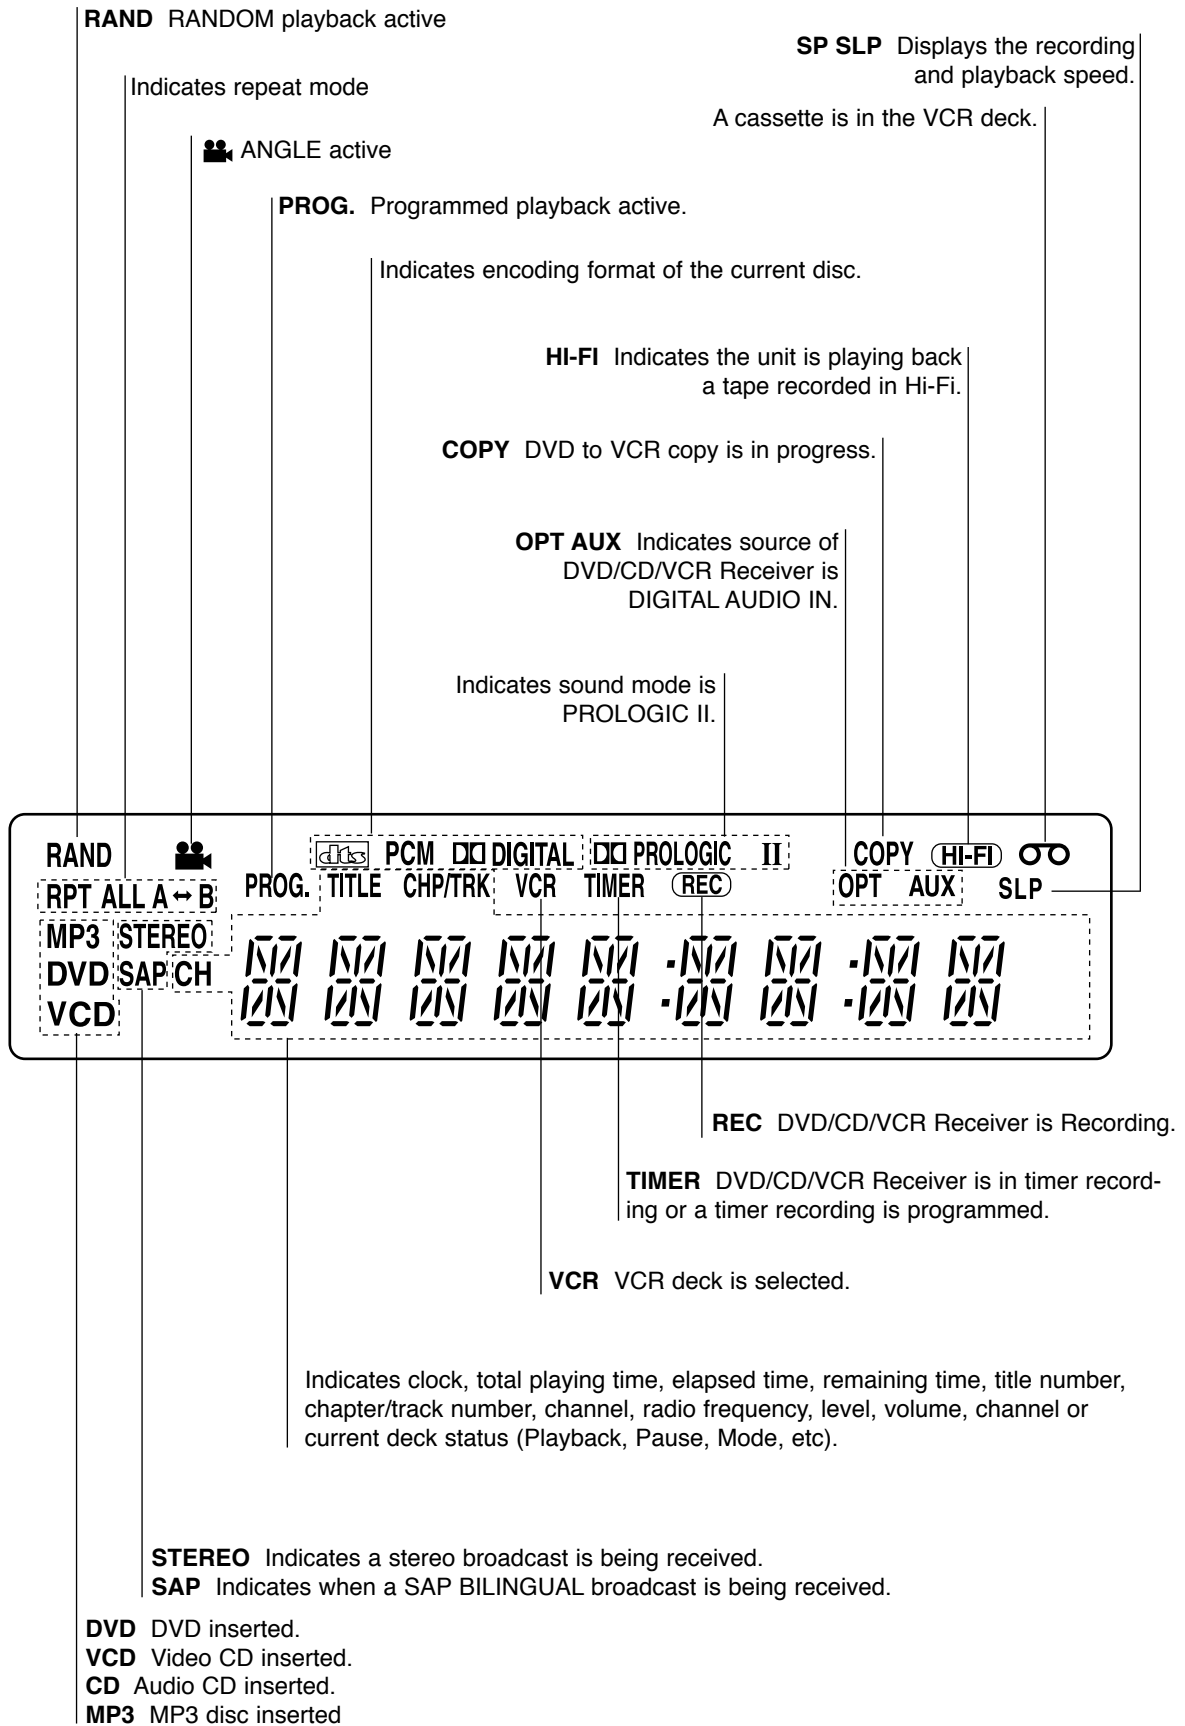 RAND RANDOM playback active
SP SLP Displays the recording
and playback speed.
Indicates repeat mode
A cassette is in the VCR deck.
ANGLE active
PROG. Programmed playback active.
Indicates encoding format of the current disc.
HI-FI Indicates the unit is playing back
a tape recorded in Hi-Fi.
COPY DVD to VCR copy is in progress.
OPT AUX Indicates source of
DVD/CD/VCR Receiver is
DIGITAL AUDIO IN.
Indicates sound mode is
PROLOGIC II.
RAND dts PCM DIGITAL PROLOGIC II COPY HI-FI
RPT ALL A ↔ B PROG. TITLE CHP/TRK VCR TIMER REC OPT AUX SLP
MP3 STEREO
DVD SAP CH
VCD
REC DVD/CD/VCR Receiver is Recording.
TIMER DVD/CD/VCR Receiver is in timer record-
ing or a timer recording is programmed.
VCR VCR deck is selected.
Indicates clock, total playing time, elapsed time, remaining time, title number,
chapter/track number, channel, radio frequency, level, volume, channel or
current deck status (Playback, Pause, Mode, etc).
STEREO Indicates a stereo broadcast is being received.
SAP Indicates when a SAP BILINGUAL broadcast is being received.
DVD DVD inserted.
VCD Video CD inserted.
CD Audio CD inserted.
MP3 MP3 disc inserted